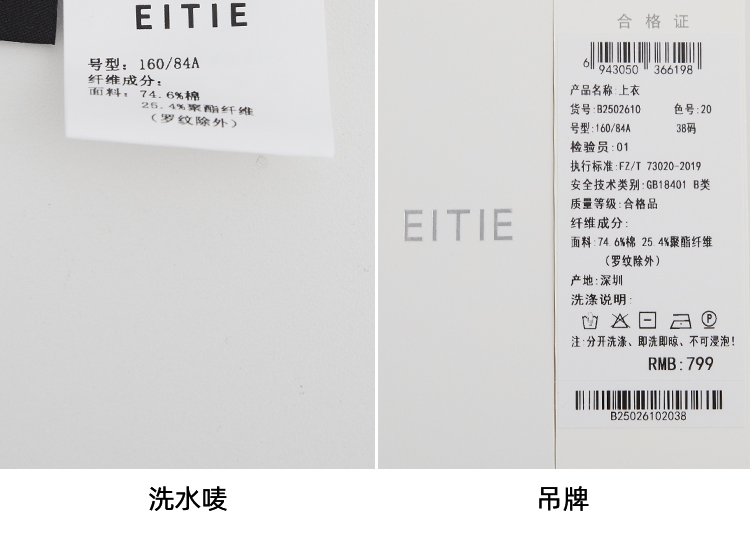 EITIE
号型: 160/84A
纤维成分:
面料: 74.6%棉
25.4%聚酯纤维
(罗纹除外)
EITIE
合格证
6 943050 366198
产品名称:上衣
货号:B2502610 色号:20
号型:160/84A 38码
检验员:01
执行标准:FZ/T 73020-2019
安全技术类别:GB18401 B类
质量等级:合格品
纤维成分:
面料:74.6%棉 25.4%聚酯纤维
(罗纹除外)
产地:深圳
洗涤说明:
P
注:分开洗涤、即洗即晾、不可浸泡!
RMB:799
B25026102038
洗水唛
吊牌